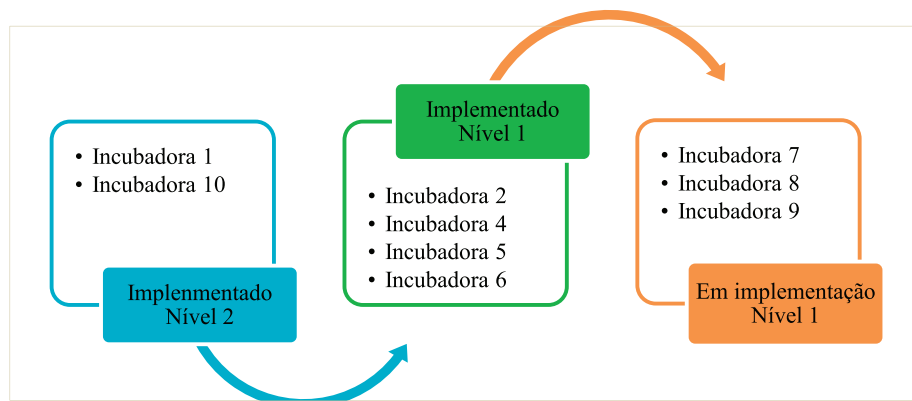 • Incubadora 1
• Incubadora 10
Implenmentado
Nível 2
Implementado
Nível 1
• Incubadora 2
• Incubadora 4
• Incubadora 5
• Incubadora 6
• Incubadora 7
• Incubadora 8
• Incubadora 9
Em implementação
Nível 1